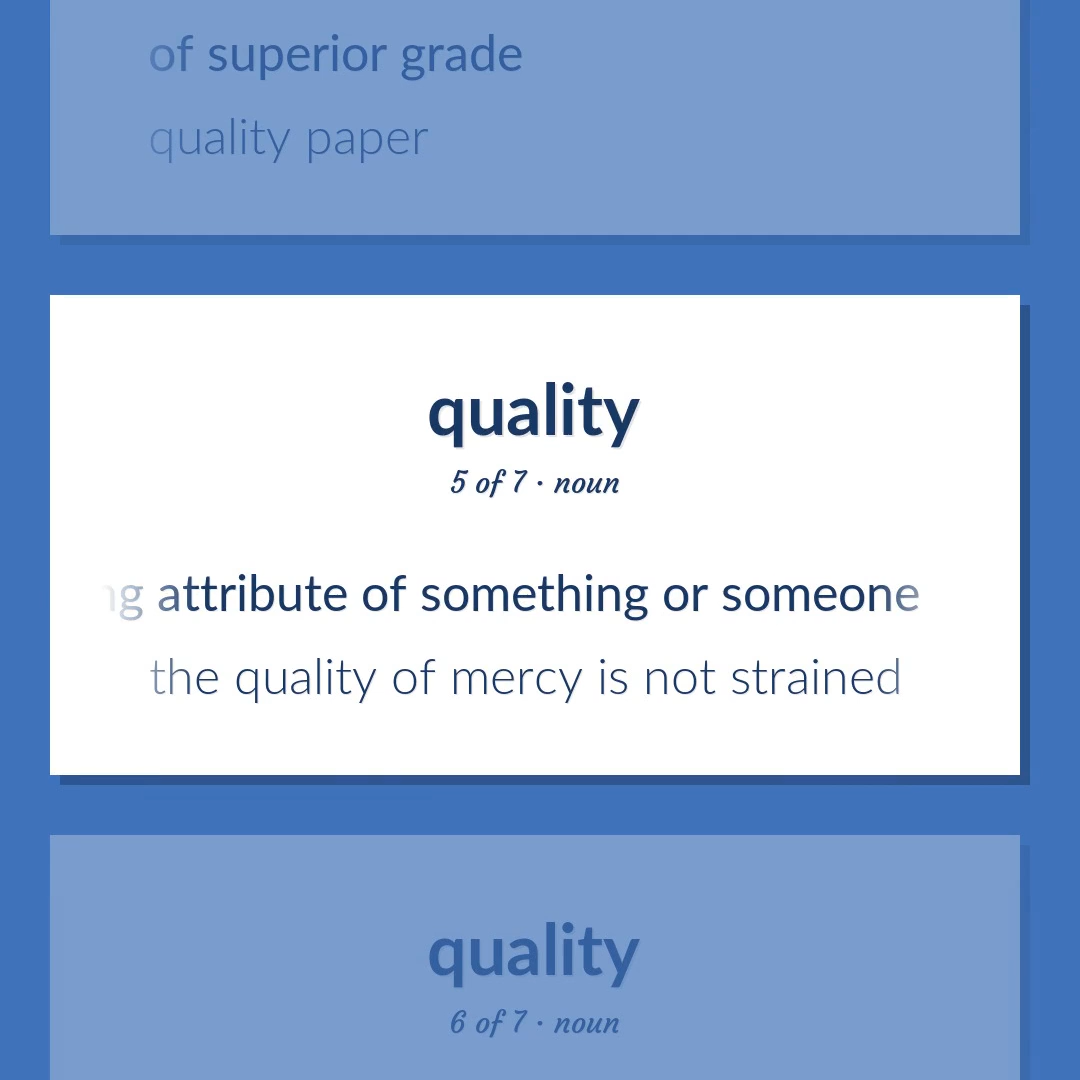 of superior grade
quality paper
quality
5 of 7 · noun
attribute of something or someone
the quality of mercy is not strained
quality
6 of 7 · noun